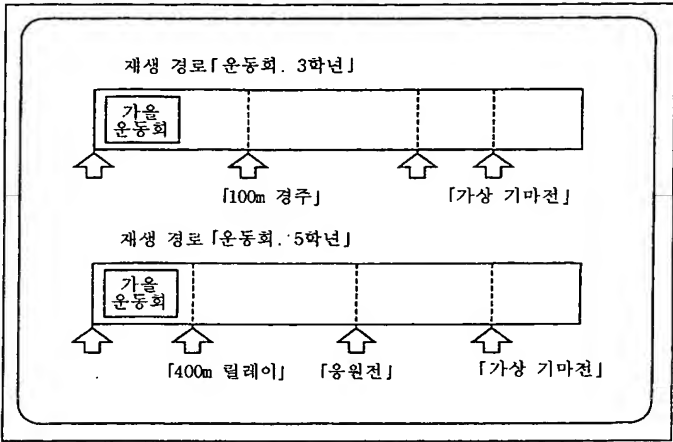 재생 경로「운동회. 3학년」
가을
운동회
「100m 경주」 「가상 기마전」
재생 경로「운동회. 5학년」
가을
운동회
「400m 릴레이」 「응원전」 「가상 기마전」